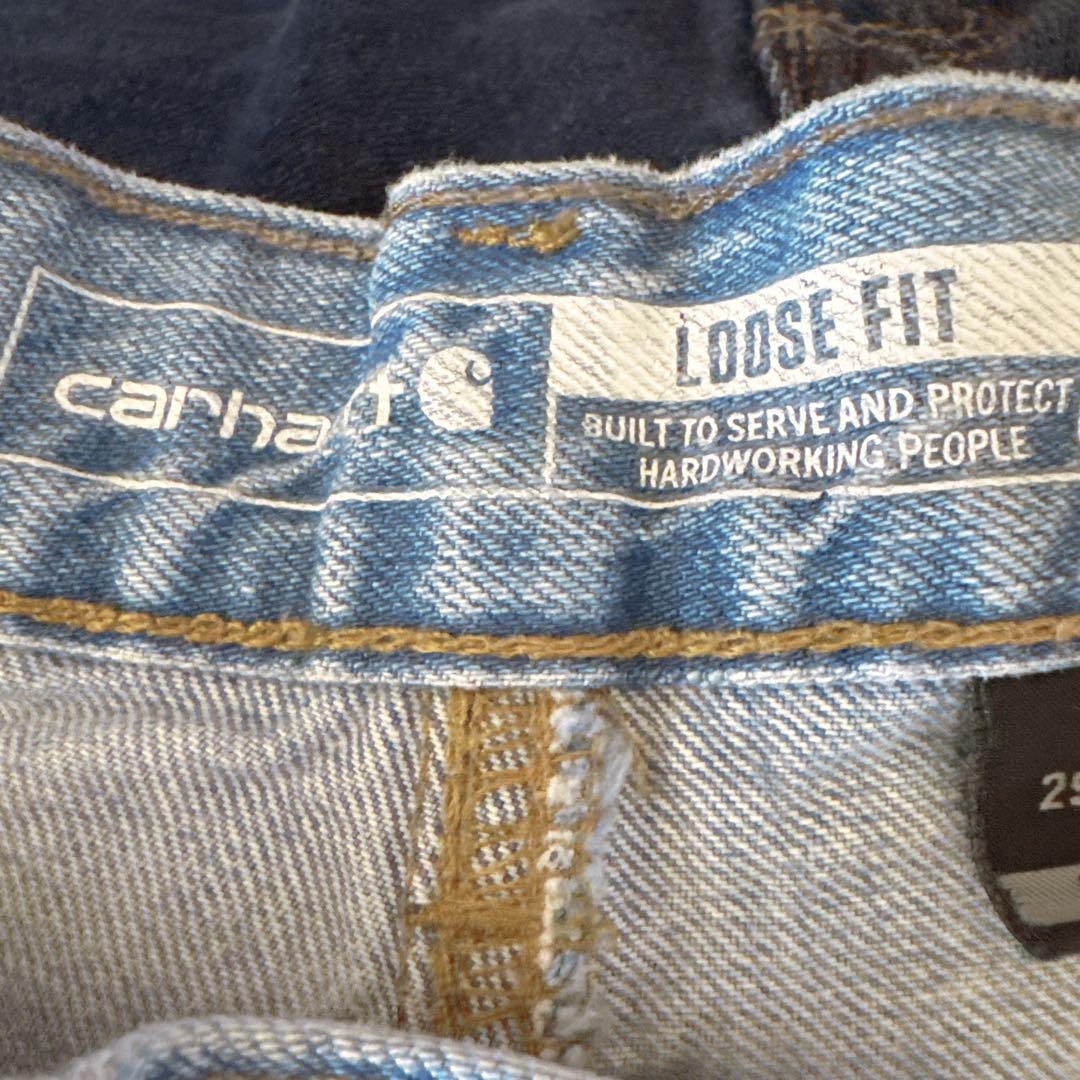 carhartt
LOOSE FIT
BUILT TO SERVE AND PROTECT
HARDWORKING PEOPLE